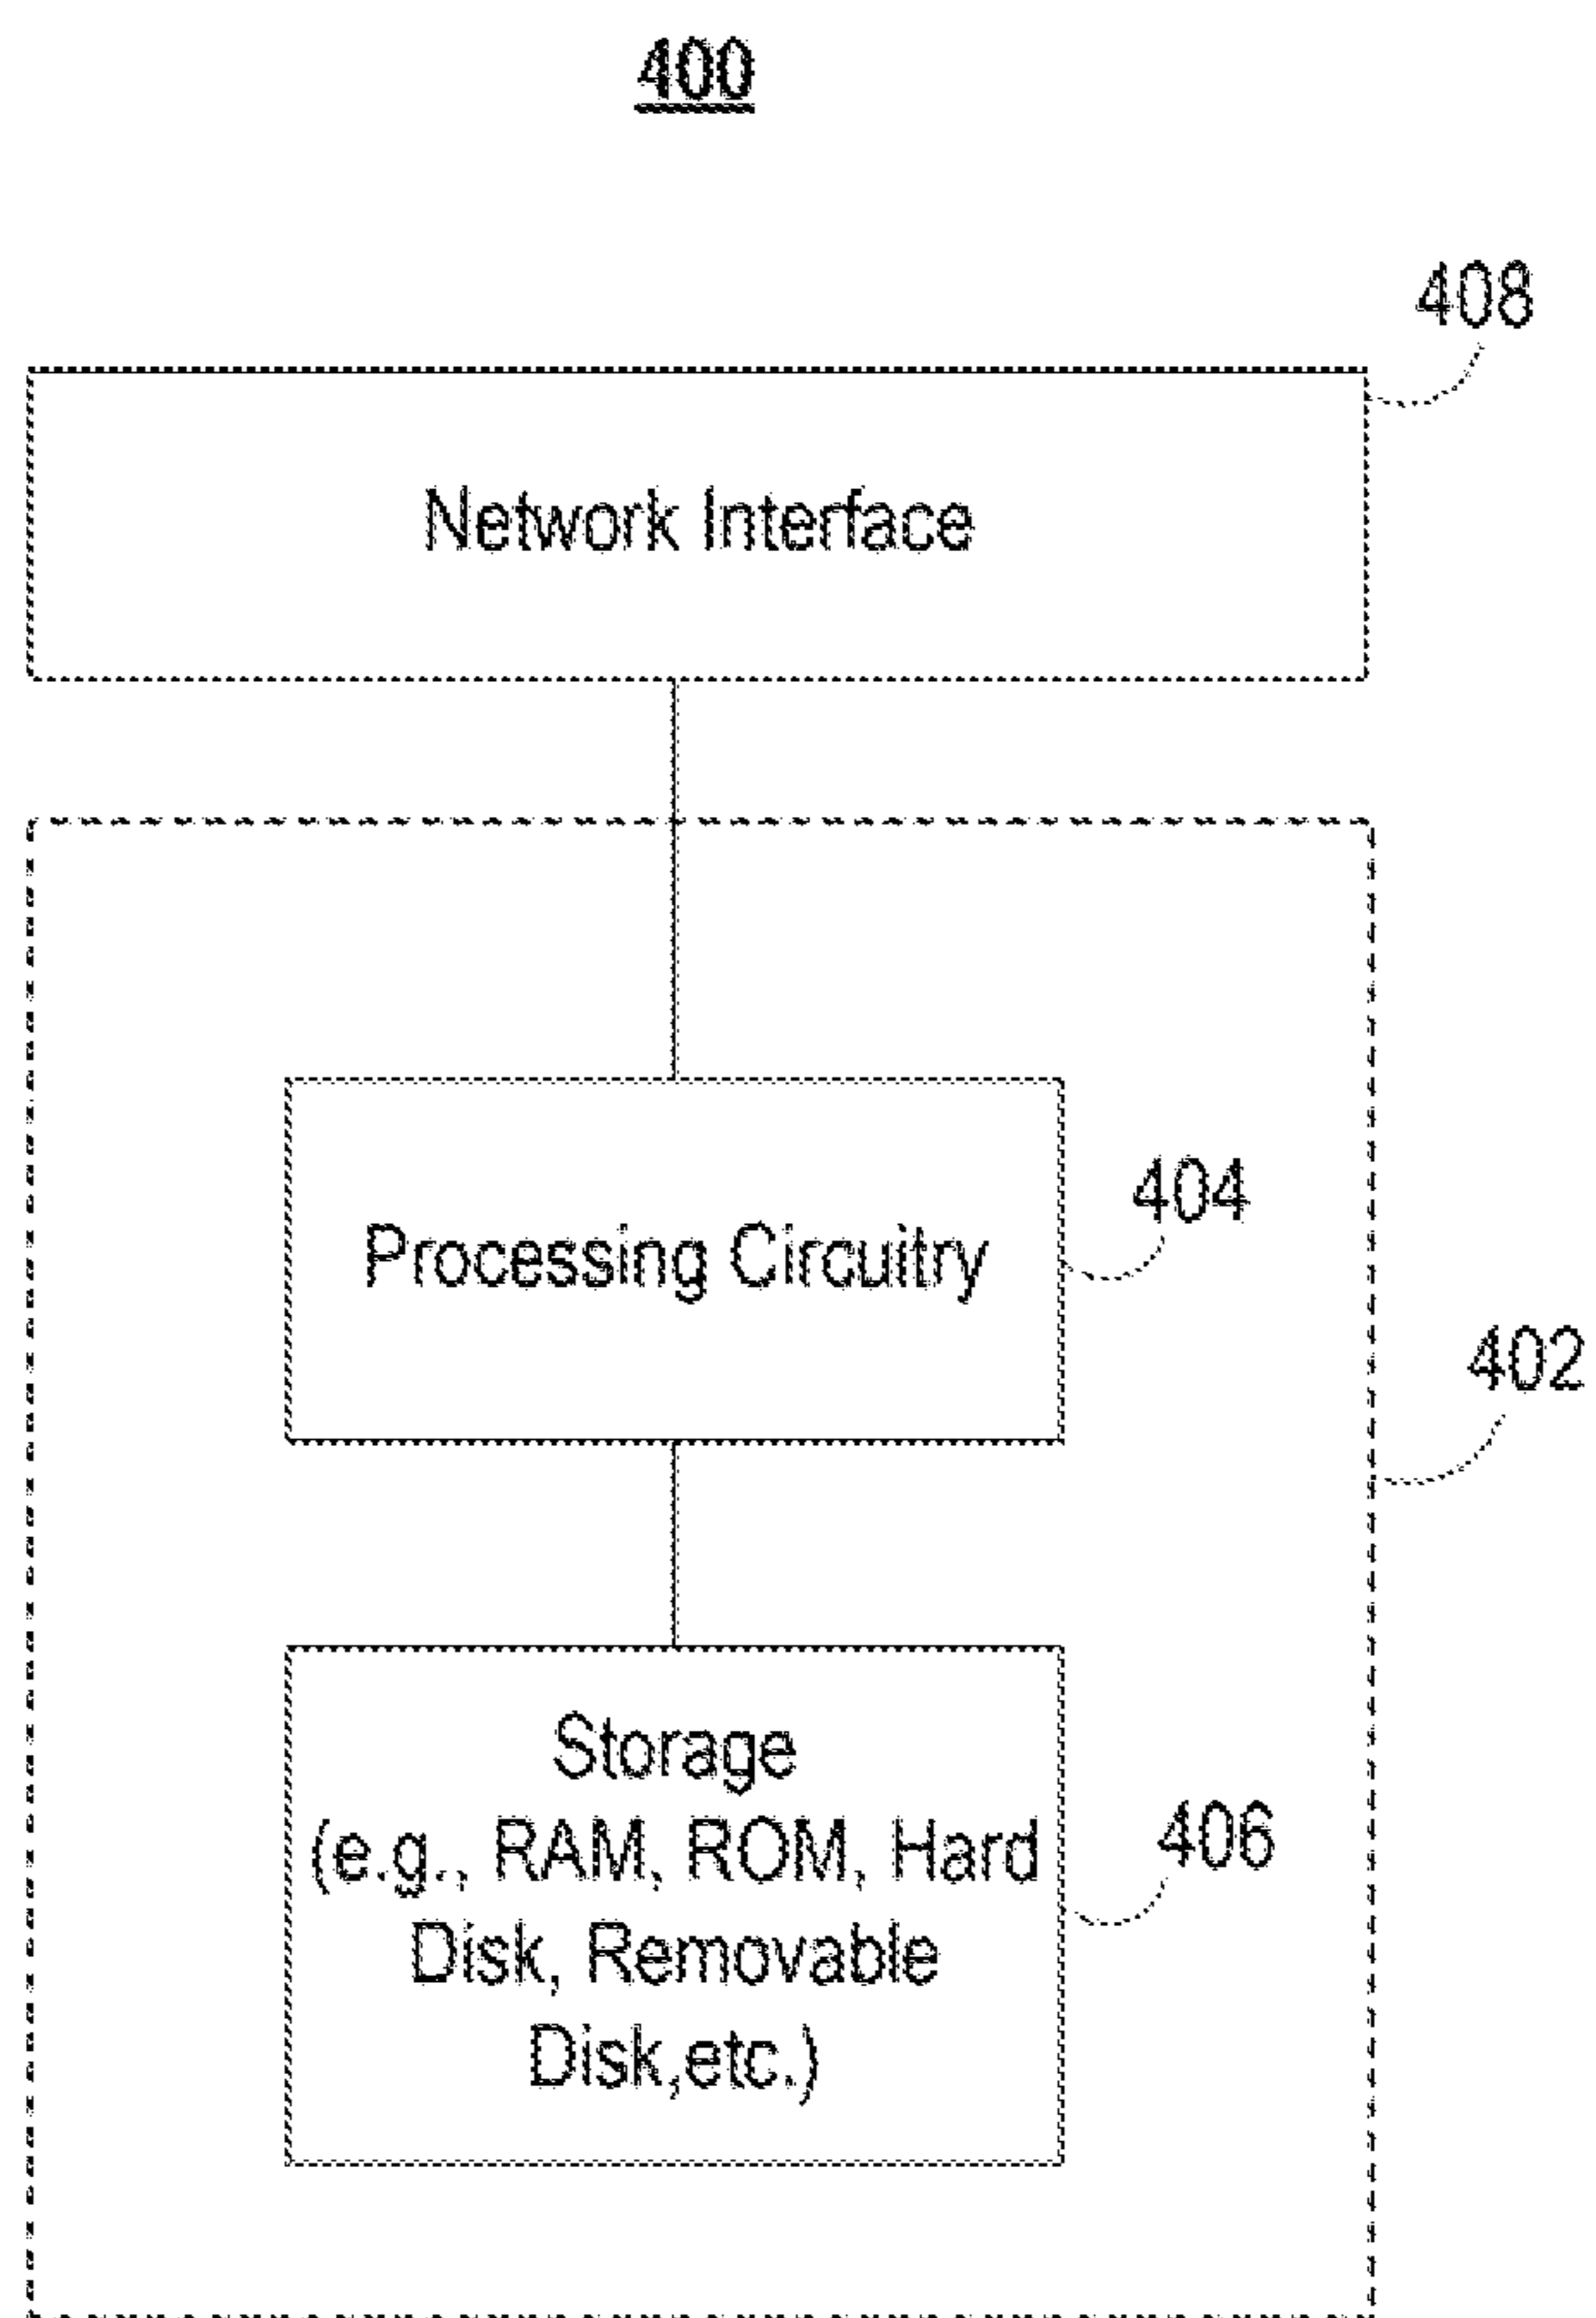 400
408
Network Interface
404
Processing Circuitry
402
Storage
(e.g., RAM, ROM, Hard
Disk, Removable
Disk,etc.)
406